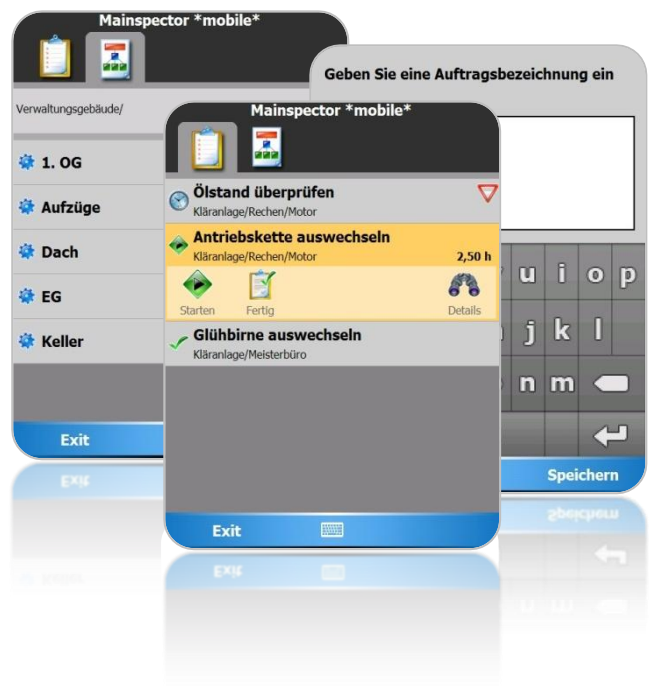 Mainspector *mobile*
Verwaltungsgebäude/
1. OG
Aufzüge
Dach
EG
Keller
Exit
Mainspector *mobile*
Ölstand überprüfen
Kläranlage/Rechen/Motor
Antriebskette auswechseln
Kläranlage/Rechen/Motor 2,50 h
Starten Fertig Details
Glühbirne auswechseln
Kläranlage/Meisterbüro
Exit
Geben Sie eine Auftragsbezeichnung ein
u i o p
j k l
n m
Speichern